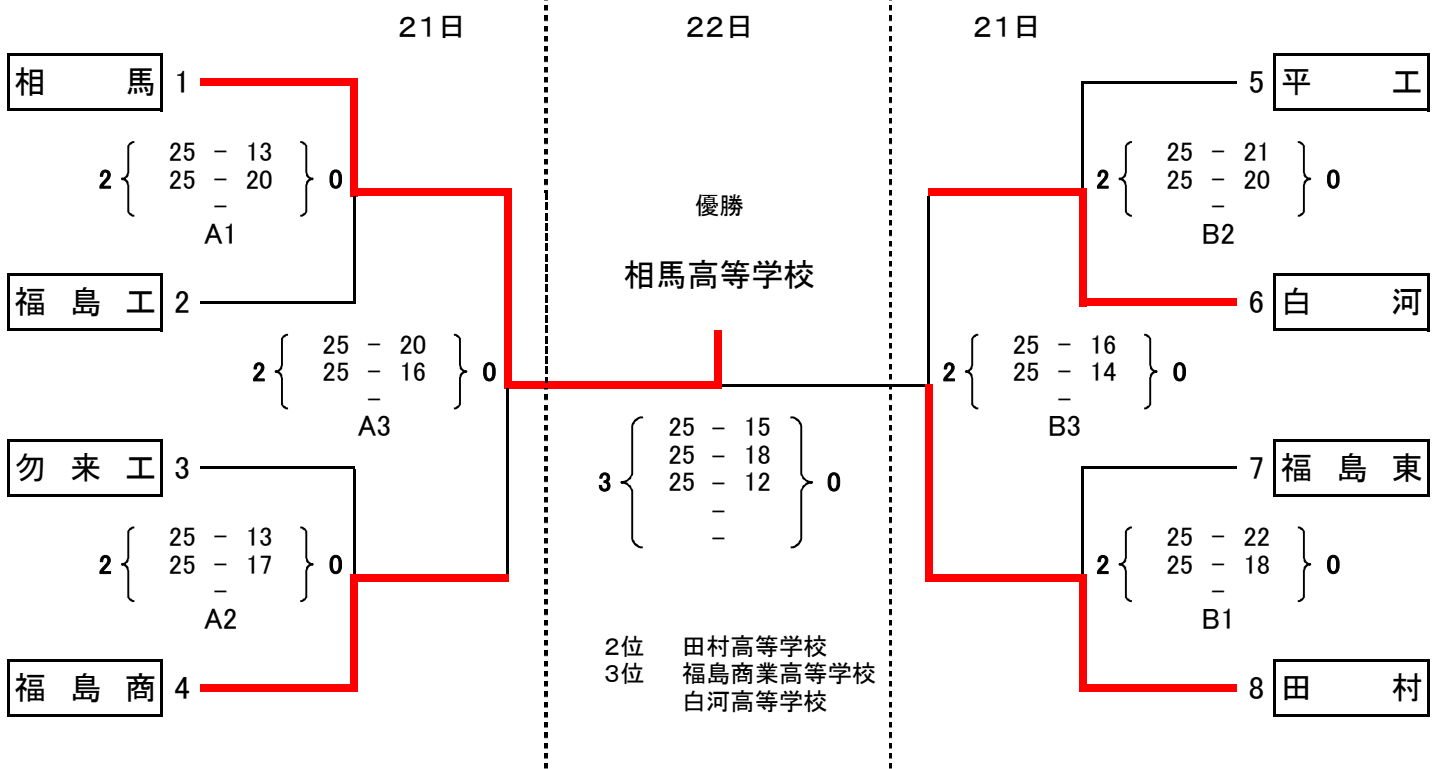 21日 22日 21日
相馬 1
5 平工
25 － 13
2 25 － 20 0
－
A1
25 － 21
2 25 － 20 0
－
B2
優勝
相馬高等学校
福島工 2
6 白河
25 － 20
2 25 － 16 0
－
A3
25 － 16
2 25 － 14 0
－
B3
25 － 15
25 － 18
3 25 － 12 0
－
－
勿来工 3
7 福島東
25 － 13
2 25 － 17 0
－
A2
25 － 22
2 25 － 18 0
－
B1
2位 田村高等学校
3位 福島商業高等学校
白河高等学校
福島商 4
8 田村